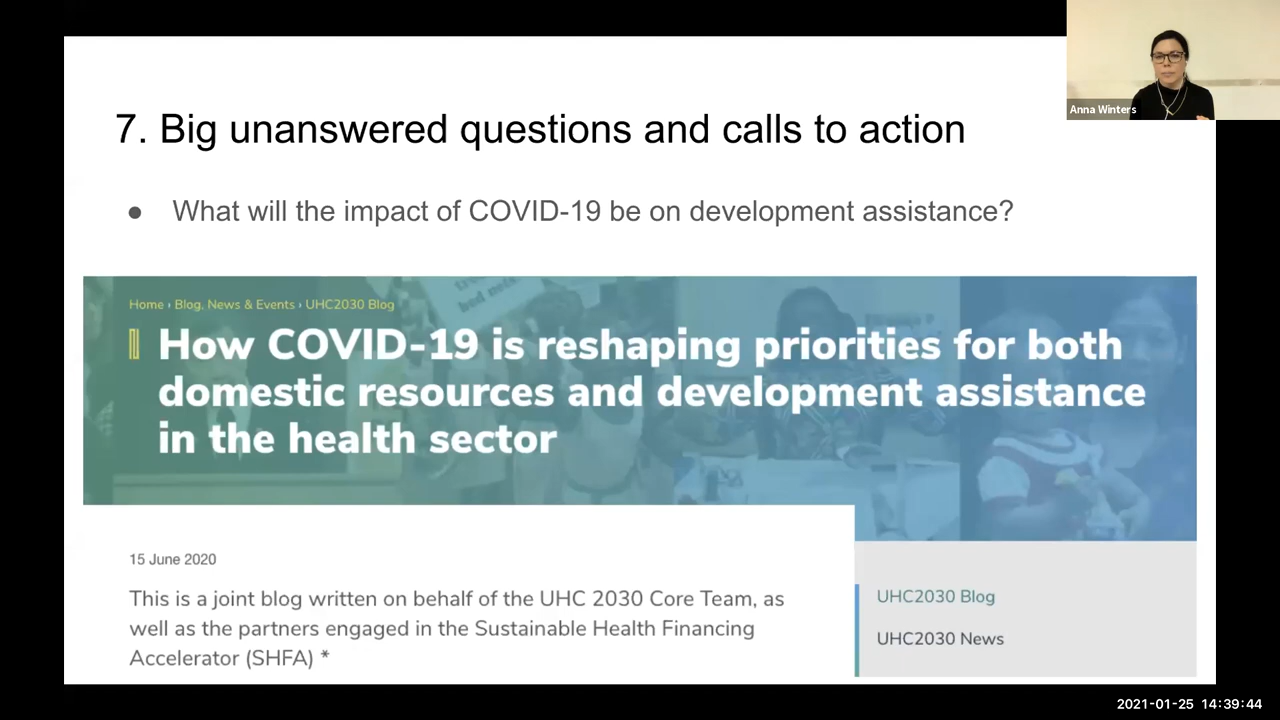 Anna Winters
7. Big unanswered questions and calls to action
● What will the impact of COVID-19 be on development assistance?
Home › Blog, News & Events › UHC2030 Blog
How COVID-19 is reshaping priorities for both
domestic resources and development assistance
in the health sector
15 June 2020
This is a joint blog written on behalf of the UHC 2030 Core Team, as
well as the partners engaged in the Sustainable Health Financing
Accelerator (SHFA) *
UHC2030 Blog
UHC2030 News
2021-01-25 14:39:44